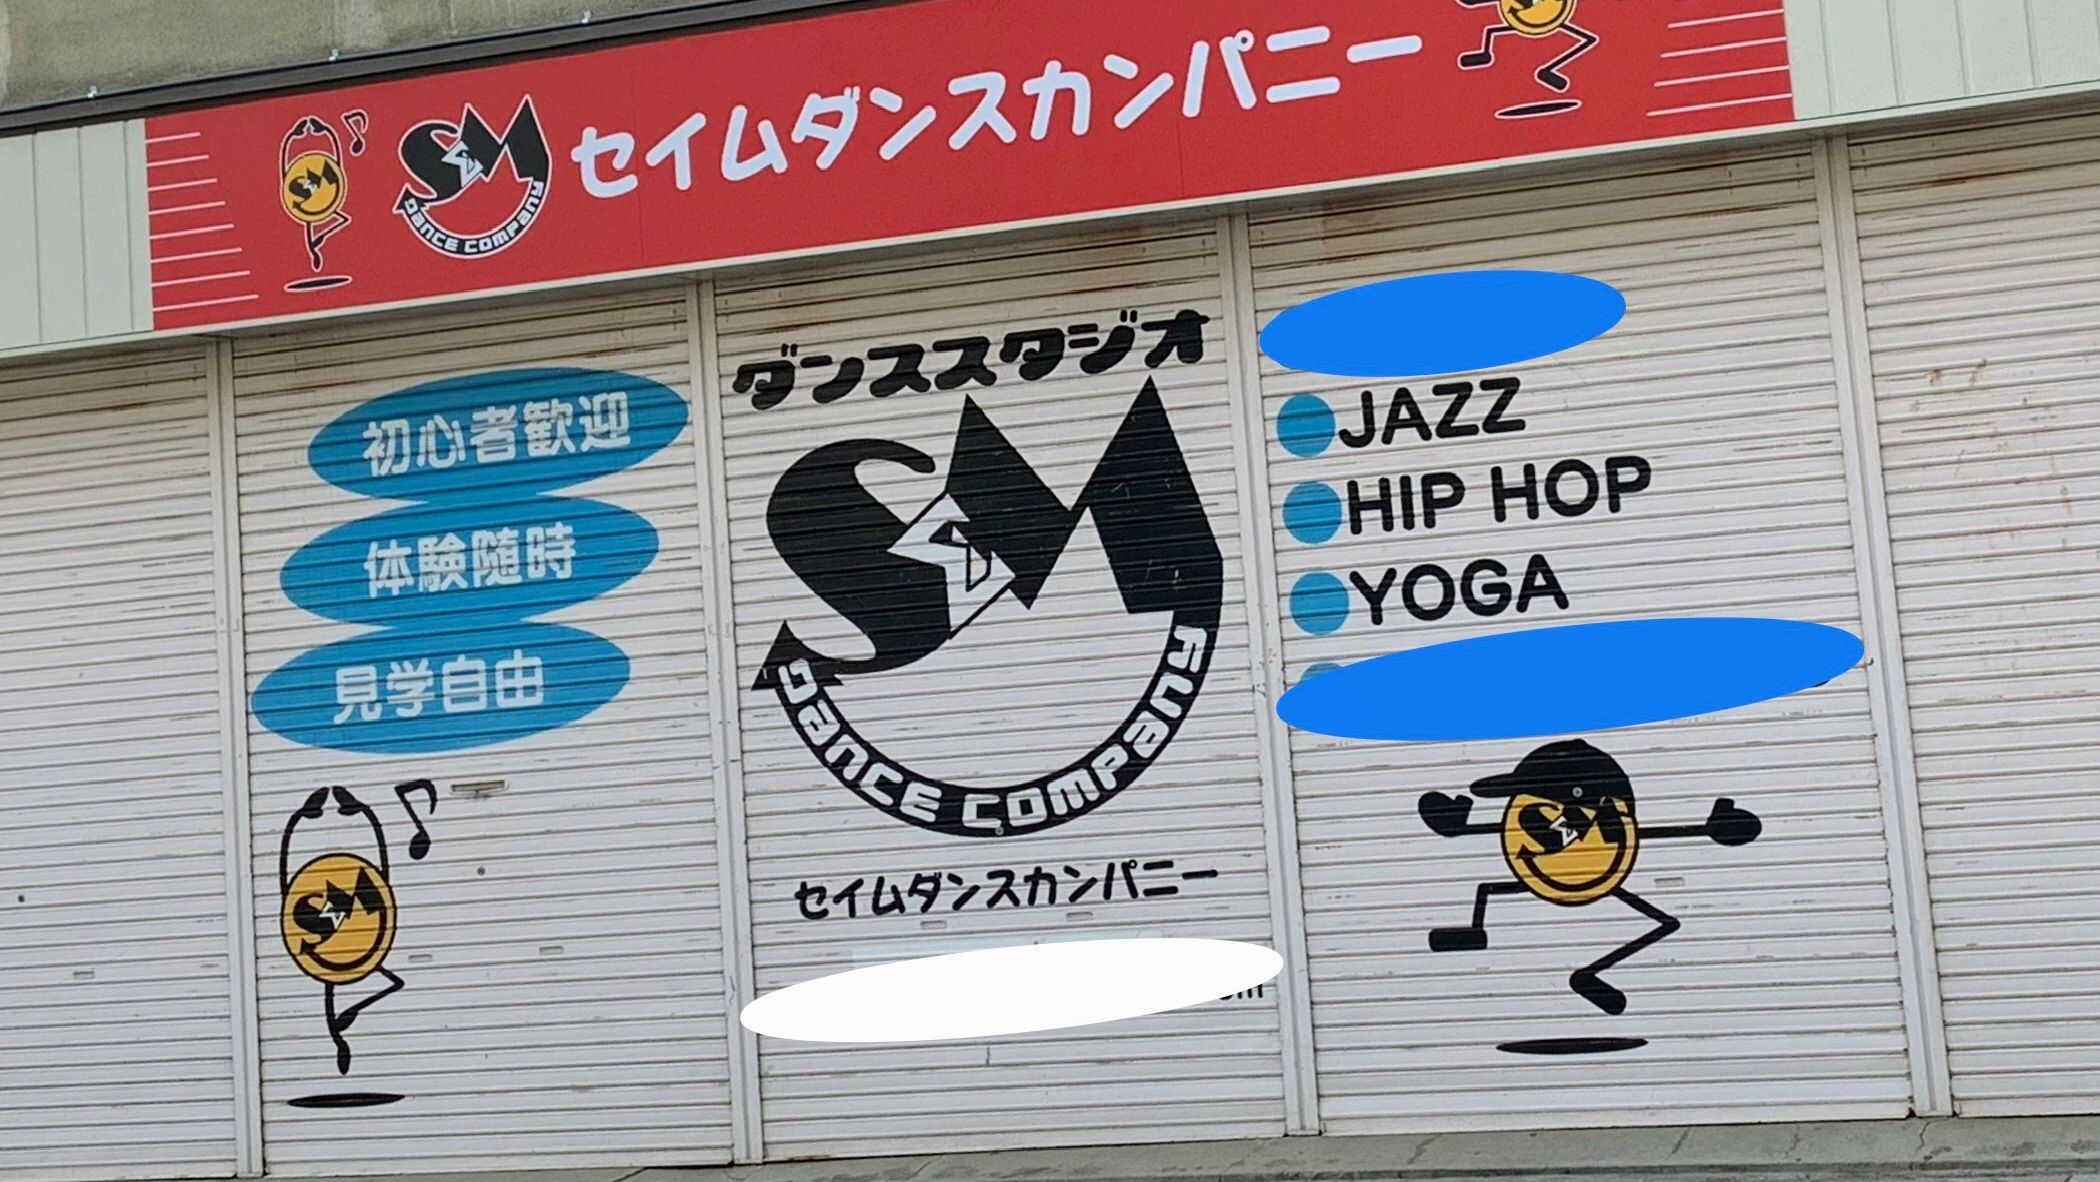 SM
DANCE COMPANY
セイムダンスカンパニー
初心者歓迎
体験随時
見学自由
ダンススタジオ
SM
DANCE COMPANY
セイムダンスカンパニー
JAZZ
HIP HOP
YOGA